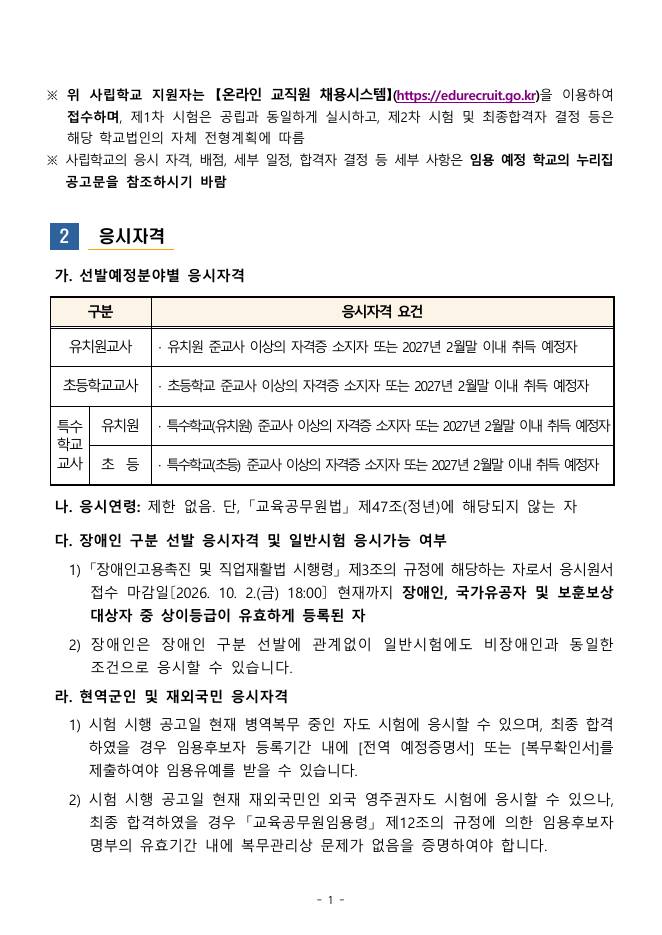 ※ 위 사립학교 지원자는 【온라인 교직원 채용시스템】(https://edurecruit.go.kr)을 이용하여
접수하며, 제1차 시험은 공립과 동일하게 실시하고, 제2차 시험 및 최종합격자 결정 등은
해당 학교법인의 자체 전형계획에 따름
※ 사립학교의 응시 자격, 배점, 세부 일정, 합격자 결정 등 세부 사항은 임용 예정 학교의 누리집
공고문을 참조하시기 바람
2 응시자격
가. 선발예정분야별 응시자격
구분 응시자격 요건
유치원교사 · 유치원 준교사 이상의 자격증 소지자 또는 2027년 2월말 이내 취득 예정자
초등학교교사 · 초등학교 준교사 이상의 자격증 소지자 또는 2027년 2월말 이내 취득 예정자
특수
학교
교사
유치원 · 특수학교(유치원) 준교사 이상의 자격증 소지자 또는 2027년 2월말 이내 취득 예정자
초 등 · 특수학교(초등) 준교사 이상의 자격증 소지자 또는 2027년 2월말 이내 취득 예정자
나. 응시연령: 제한 없음. 단, 「교육공무원법」 제47조(정년)에 해당되지 않는 자
다. 장애인 구분 선발 응시자격 및 일반시험 응시가능 여부
1) 「장애인고용촉진 및 직업재활법 시행령」 제3조의 규정에 해당하는 자로서 응시원서
접수 마감일[2026. 10. 2.(금) 18:00] 현재까지 장애인, 국가유공자 및 보훈보상
대상자 중 상이등급이 유효하게 등록된 자
2) 장애인은 장애인 구분 선발에 관계없이 일반시험에도 비장애인과 동일한
조건으로 응시할 수 있습니다.
라. 현역군인 및 재외국민 응시자격
1) 시험 시행 공고일 현재 병역복무 중인 자도 시험에 응시할 수 있으며, 최종 합격
하였을 경우 임용후보자 등록기간 내에 [전역 예정증명서] 또는 [복무확인서]를
제출하여야 임용유예를 받을 수 있습니다.
2) 시험 시행 공고일 현재 재외국민인 외국 영주권자도 시험에 응시할 수 있으나,
최종 합격하였을 경우 「교육공무원임용령」 제12조의 규정에 의한 임용후보자
명부의 유효기간 내에 복무관리상 문제가 없음을 증명하여야 합니다.
- 1 -